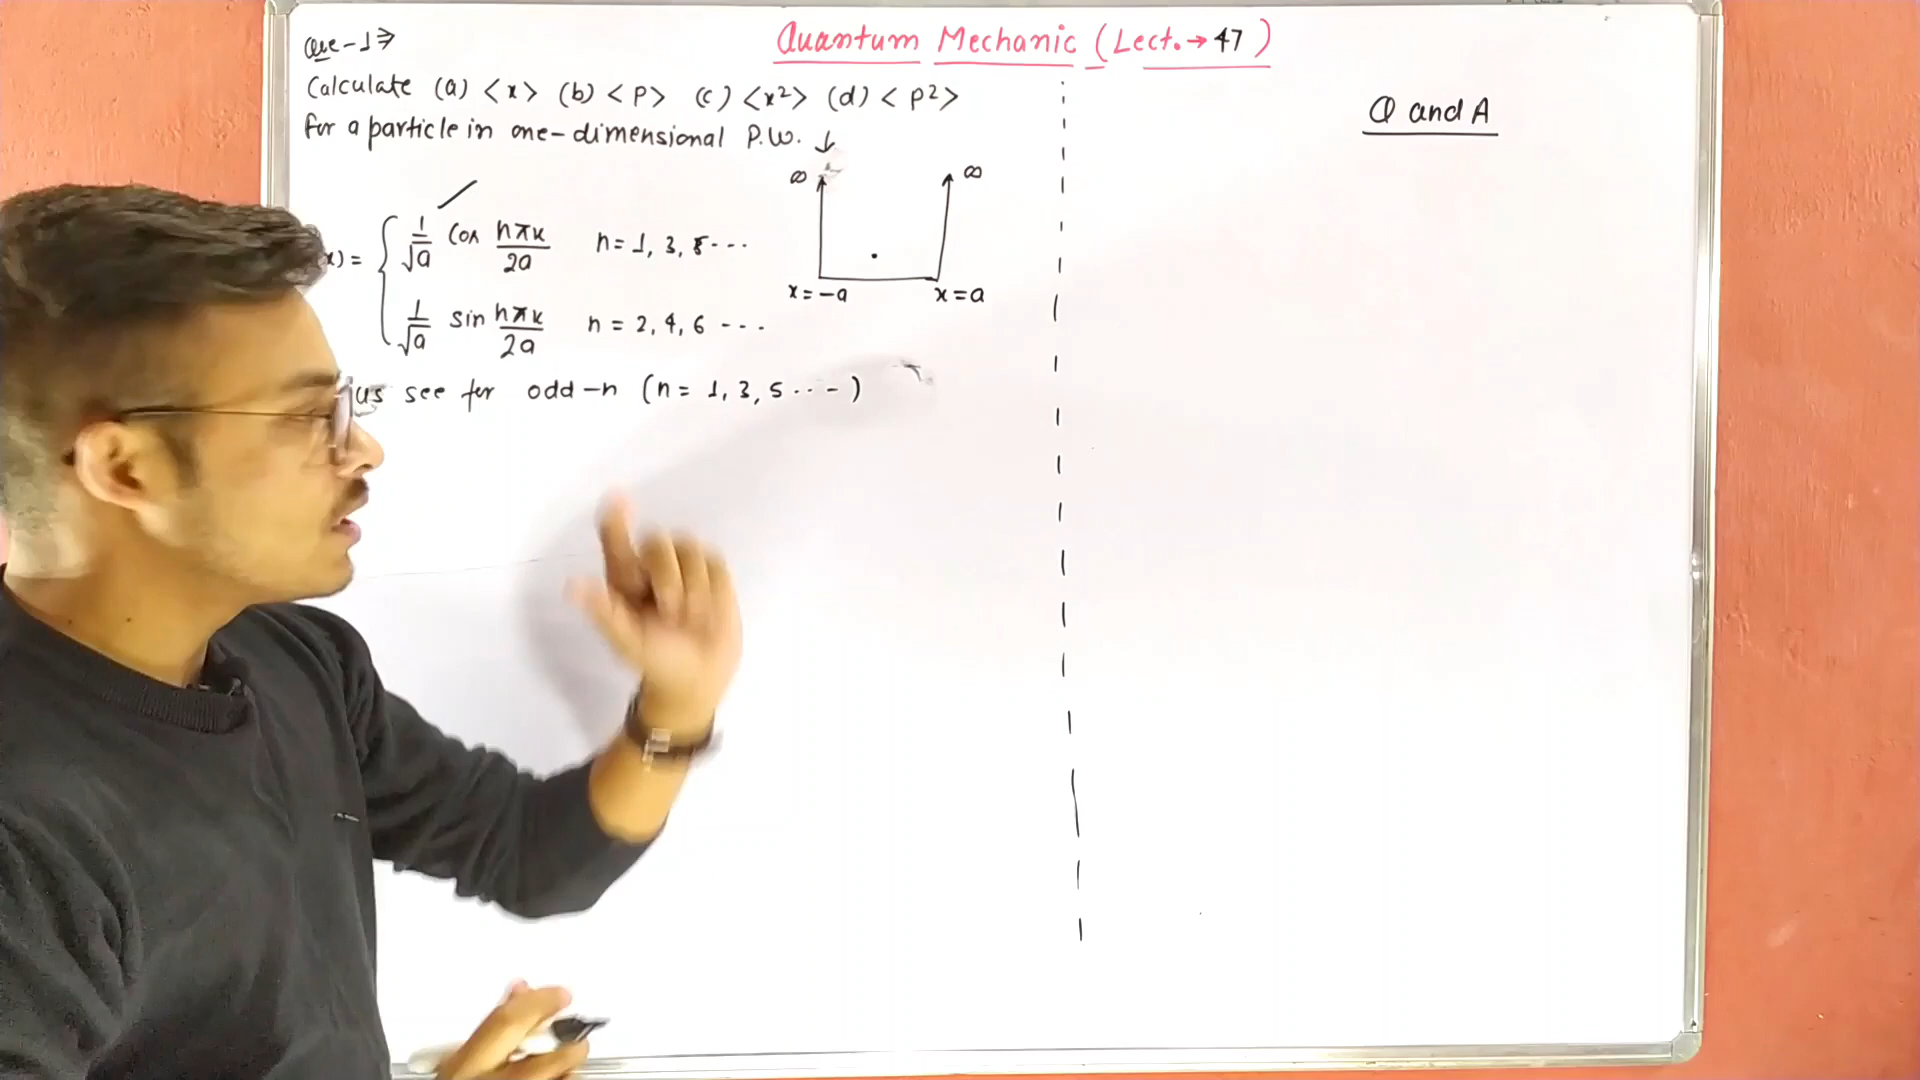 Quantum Mechanic (Lect. → 47)
Que-1 ⇒
Calculate (a) <x> (b) <P> (c) <x²> (d) <P²>
for a particle in one-dimensional P.W. ↓
x) = { 1/√a Cos nπx/2a n = 1, 3, 5 ---
1/√a sin nπx/2a n = 2, 4, 6 ---
∞ ∞
x = -a x = a
us see for odd-n (n = 1, 3, 5 ---)
Q and A